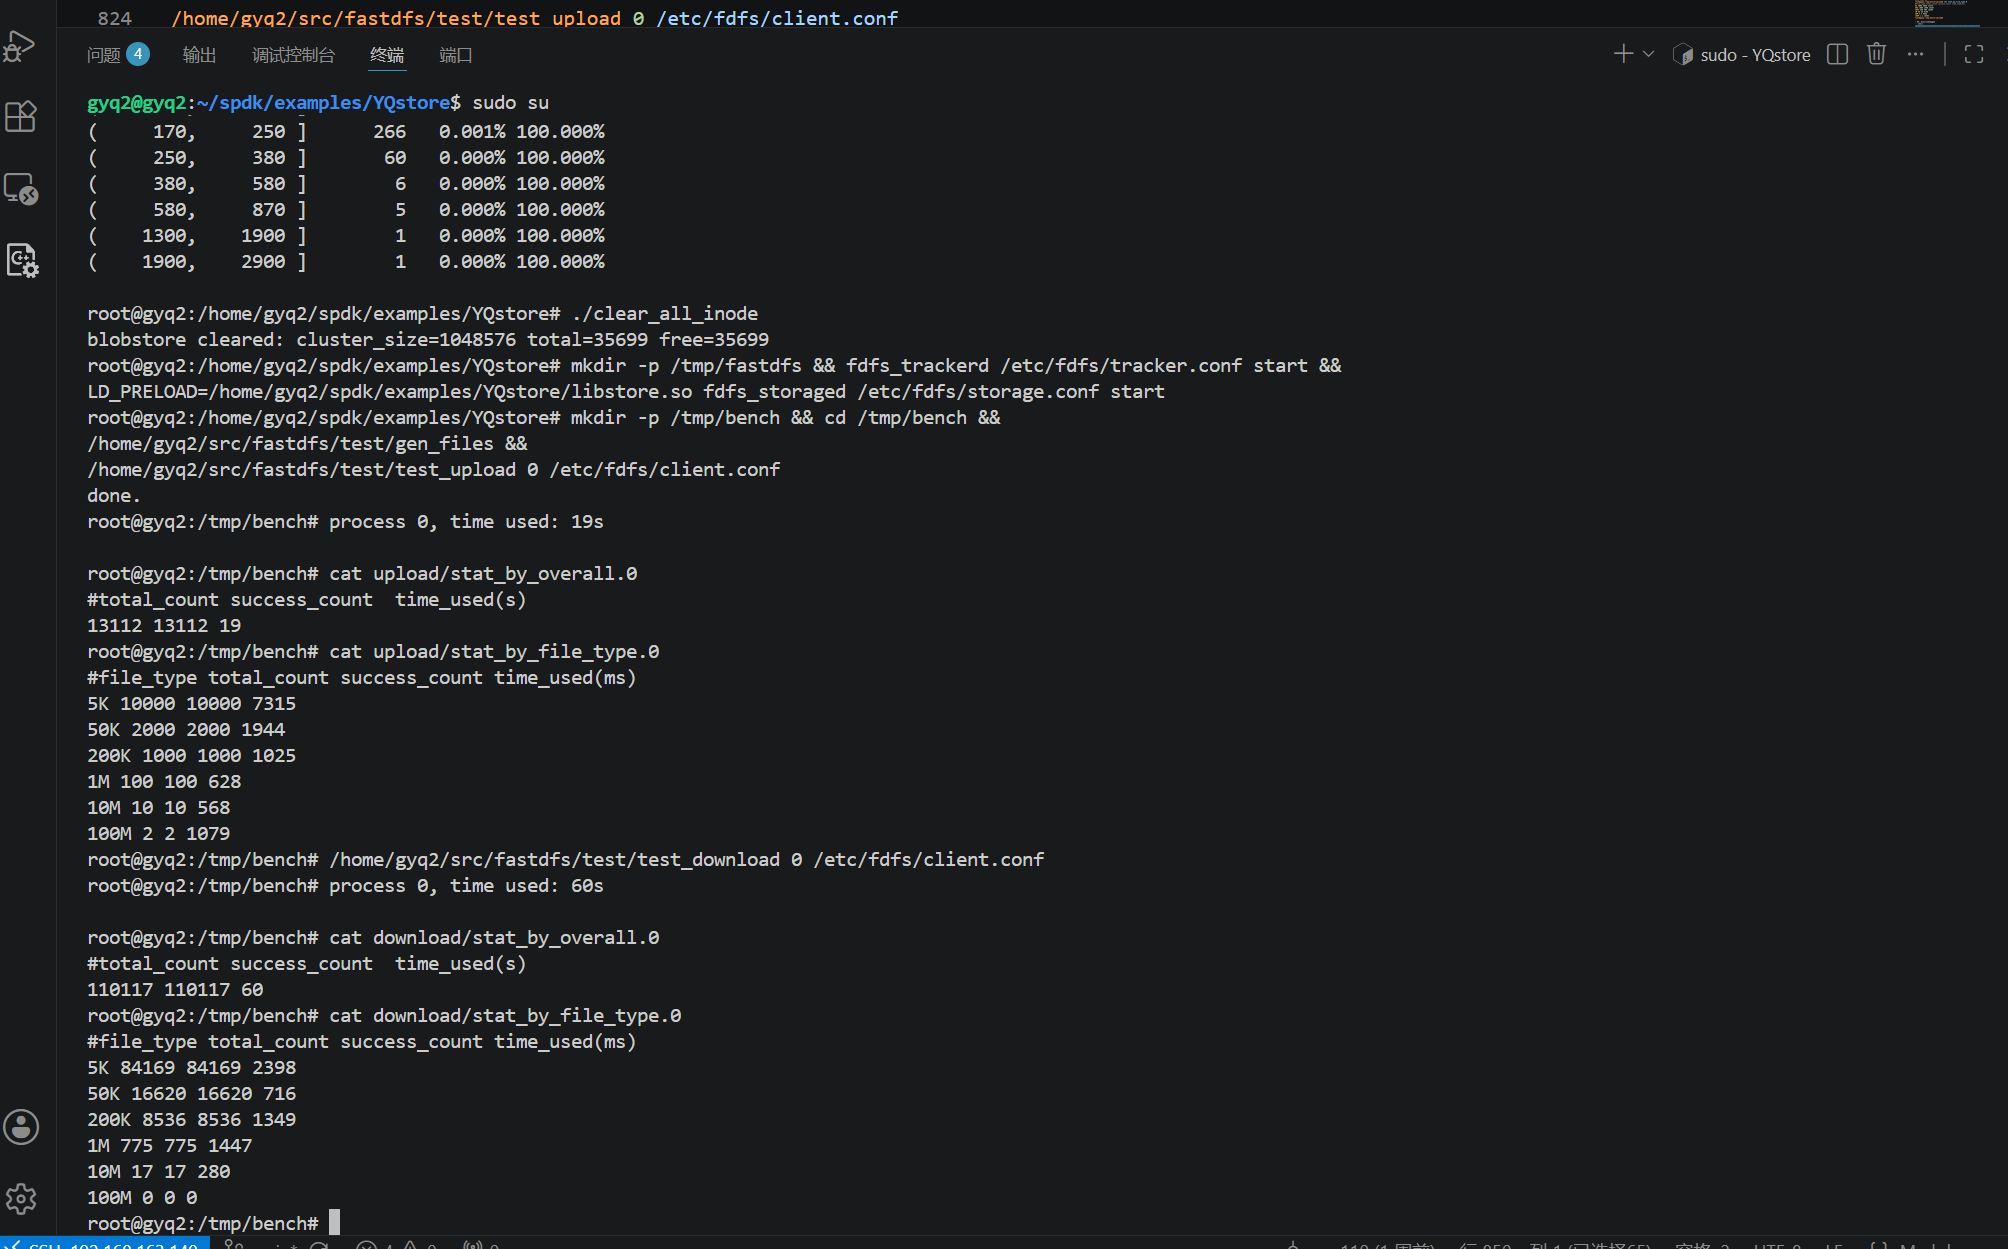 824 /home/gyq2/src/fastdfs/test/test_upload 0 /etc/fdfs/client.conf
问题 4 输出 调试控制台 终端 端口 sudo - YQstore
gyq2@gyq2:~/spdk/examples/YQstore$ sudo su
( 170, 250 ] 266 0.001% 100.000%
( 250, 380 ] 60 0.000% 100.000%
( 380, 580 ] 6 0.000% 100.000%
( 580, 870 ] 5 0.000% 100.000%
( 1300, 1900 ] 1 0.000% 100.000%
( 1900, 2900 ] 1 0.000% 100.000%
root@gyq2:/home/gyq2/spdk/examples/YQstore# ./clear_all_inode
blobstore cleared: cluster_size=1048576 total=35699 free=35699
root@gyq2:/home/gyq2/spdk/examples/YQstore# mkdir -p /tmp/fastdfs && fdfs_trackerd /etc/fdfs/tracker.conf start &&
LD_PRELOAD=/home/gyq2/spdk/examples/YQstore/libstore.so fdfs_storaged /etc/fdfs/storage.conf start
root@gyq2:/home/gyq2/spdk/examples/YQstore# mkdir -p /tmp/bench && cd /tmp/bench &&
/home/gyq2/src/fastdfs/test/gen_files &&
/home/gyq2/src/fastdfs/test/test_upload 0 /etc/fdfs/client.conf
done.
root@gyq2:/tmp/bench# process 0, time used: 19s
root@gyq2:/tmp/bench# cat upload/stat_by_overall.0
#total_count success_count  time_used(s)
13112 13112 19
root@gyq2:/tmp/bench# cat upload/stat_by_file_type.0
#file_type total_count success_count time_used(ms)
5K 10000 10000 7315
50K 2000 2000 1944
200K 1000 1000 1025
1M 100 100 628
10M 10 10 568
100M 2 2 1079
root@gyq2:/tmp/bench# /home/gyq2/src/fastdfs/test/test_download 0 /etc/fdfs/client.conf
root@gyq2:/tmp/bench# process 0, time used: 60s
root@gyq2:/tmp/bench# cat download/stat_by_overall.0
#total_count success_count  time_used(s)
110117 110117 60
root@gyq2:/tmp/bench# cat download/stat_by_file_type.0
#file_type total_count success_count time_used(ms)
5K 84169 84169 2398
50K 16620 16620 716
200K 8536 8536 1349
1M 775 775 1447
10M 17 17 280
100M 0 0 0
root@gyq2:/tmp/bench#